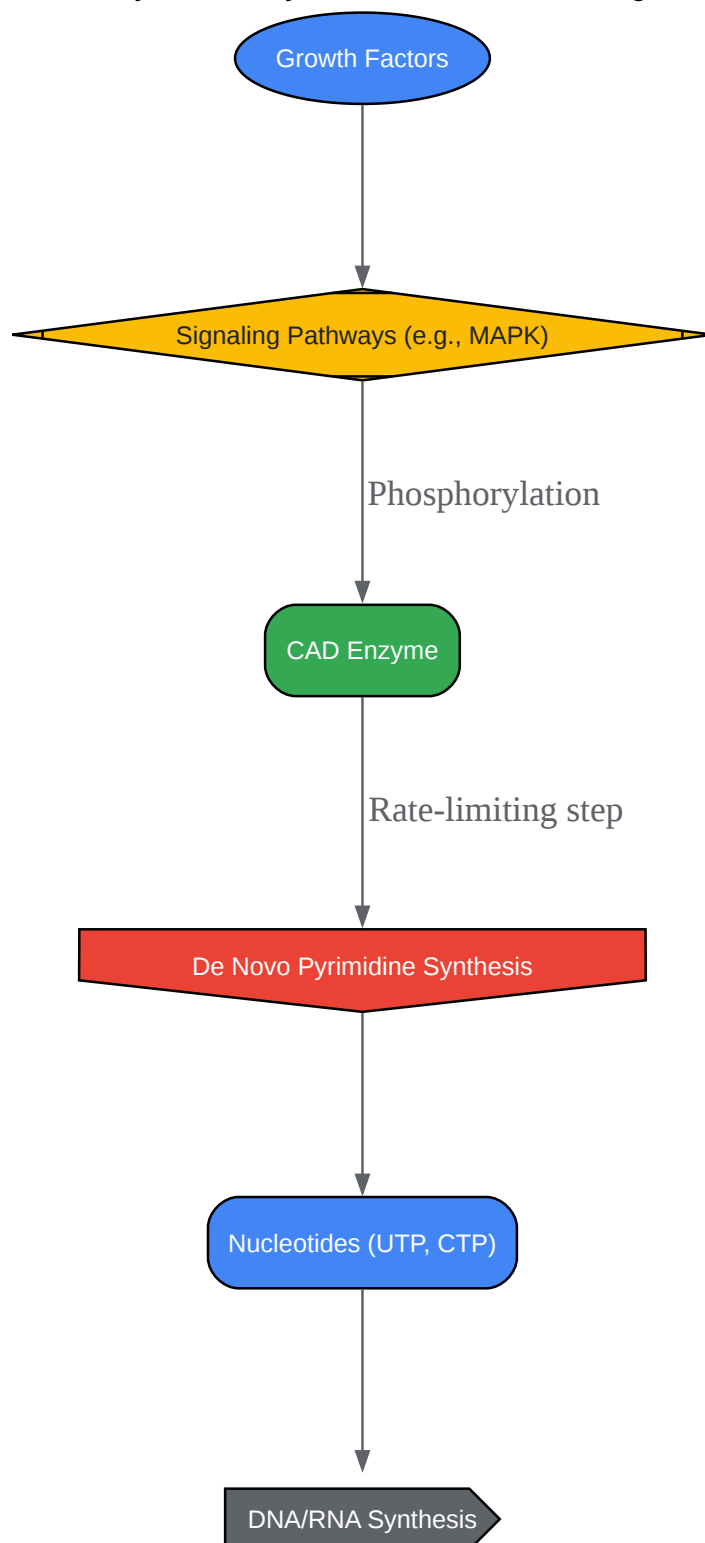 Growth Factors
Signaling Pathways (e.g., MAPK)
Phosphorylation
CAD Enzyme
Rate-limiting step
De Novo Pyrimidine Synthesis
Nucleotides (UTP, CTP)
DNA/RNA Synthesis